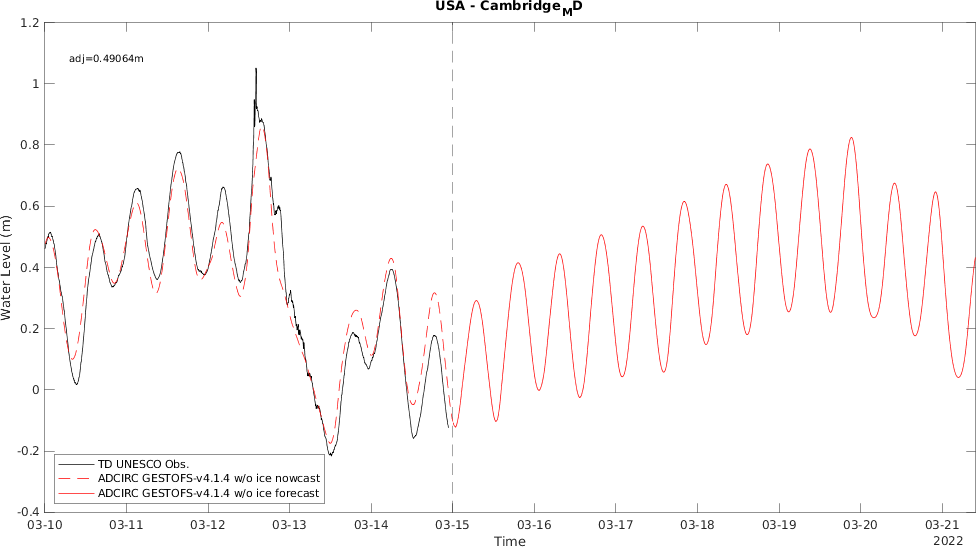 USA - Cambridge_MD
1.2
adj=0.49064m
1
0.8
0.6
0.4
0.2
0
-0.2
-0.4
Water Level (m)
TD UNESCO Obs.
ADCIRC GESTOFS-v4.1.4 w/o ice nowcast
ADCIRC GESTOFS-v4.1.4 w/o ice forecast
03-10 03-11 03-12 03-13 03-14 03-15 03-16 03-17 03-18 03-19 03-20 03-21
Time
2022